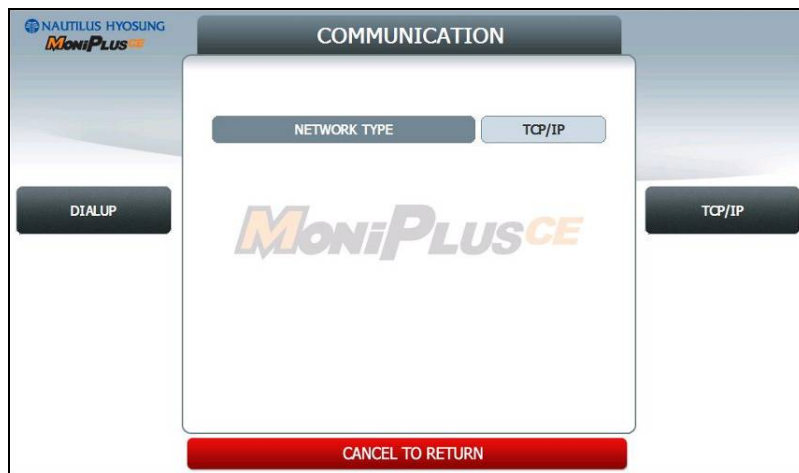 NAUTILUS HYOSUNG
MoniPlusCE
COMMUNICATION
NETWORK TYPE TCP/IP
DIALUP
MoniPlusCE
TCP/IP
CANCEL TO RETURN